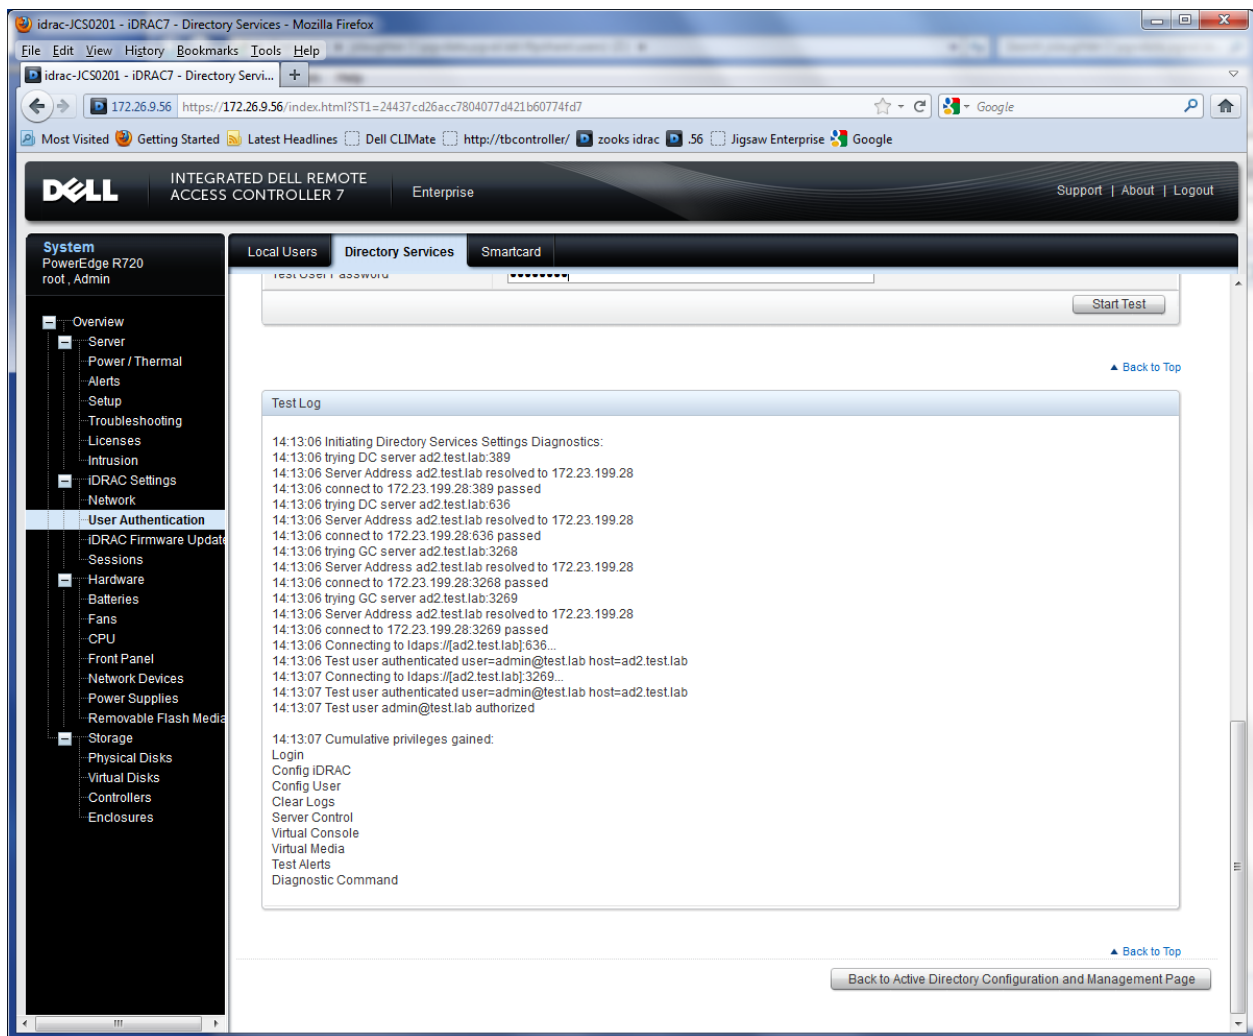 idrac-JCS0201 - iDRAC7 - Directory Services - Mozilla Firefox
File Edit View History Bookmarks Tools Help
idrac-JCS0201 - iDRAC7 - Directory Servi... +
172.26.9.56 https://172.26.9.56/index.html?ST1=24437cd26acc7804077d421b60774fd7 Google
Most Visited Getting Started Latest Headlines Dell CLIMate http://tbcontroller/ zooks idrac .56 Jigsaw Enterprise Google
DELL
INTEGRATED DELL REMOTE
ACCESS CONTROLLER 7
Enterprise
Support | About | Logout
System
PowerEdge R720
root , Admin
Overview
Server
Power / Thermal
Alerts
Setup
Troubleshooting
Licenses
Intrusion
iDRAC Settings
Network
User Authentication
iDRAC Firmware Update
Sessions
Hardware
Batteries
Fans
CPU
Front Panel
Network Devices
Power Supplies
Removable Flash Media
Storage
Physical Disks
Virtual Disks
Controllers
Enclosures
Local Users Directory Services Smartcard
Test User Password
Start Test
Back to Top
Test Log
14:13:06 Initiating Directory Services Settings Diagnostics:
14:13:06 trying DC server ad2.test.lab:389
14:13:06 Server Address ad2.test.lab resolved to 172.23.199.28
14:13:06 connect to 172.23.199.28:389 passed
14:13:06 trying DC server ad2.test.lab:636
14:13:06 Server Address ad2.test.lab resolved to 172.23.199.28
14:13:06 connect to 172.23.199.28:636 passed
14:13:06 trying GC server ad2.test.lab:3268
14:13:06 Server Address ad2.test.lab resolved to 172.23.199.28
14:13:06 connect to 172.23.199.28:3268 passed
14:13:06 trying GC server ad2.test.lab:3269
14:13:06 Server Address ad2.test.lab resolved to 172.23.199.28
14:13:06 connect to 172.23.199.28:3269 passed
14:13:06 Connecting to ldaps://[ad2.test.lab]:636...
14:13:06 Test user authenticated user=admin@test.lab host=ad2.test.lab
14:13:07 Connecting to ldaps://[ad2.test.lab]:3269...
14:13:07 Test user authenticated user=admin@test.lab host=ad2.test.lab
14:13:07 Test user admin@test.lab authorized
14:13:07 Cumulative privileges gained:
Login
Config iDRAC
Config User
Clear Logs
Server Control
Virtual Console
Virtual Media
Test Alerts
Diagnostic Command
Back to Top
Back to Active Directory Configuration and Management Page